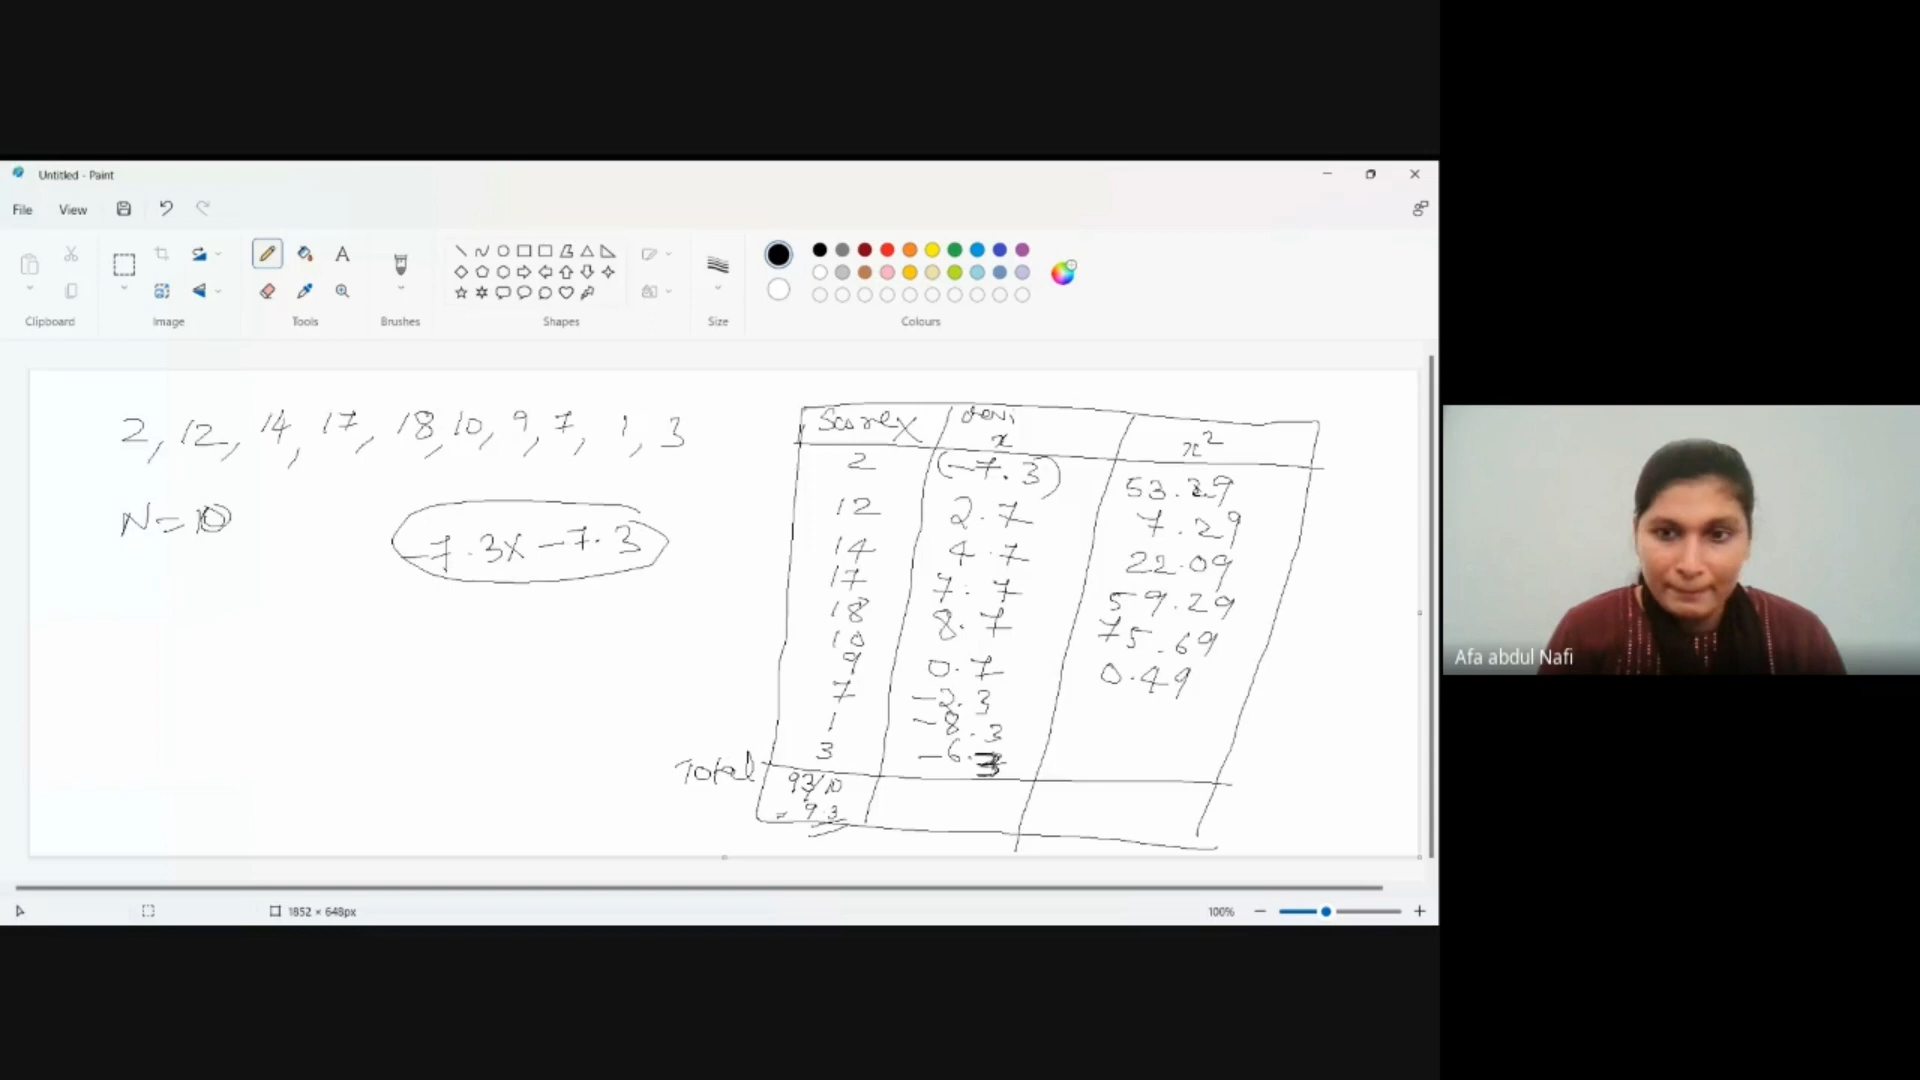 Untitled - Paint
File View
Clipboard Image Tools Brushes Shapes Size Colours
2, 12, 14, 17, 18, 10, 9, 7, 1, 3
N=10
-7.3x-7.3
Score X devi x x²
2 (-7.3) 53.29
12 2.7 7.29
14 4.7 22.09
17 7.7 59.29
18 8.7 75.69
10 0.7 0.49
9
7 -2.3
1 -8.3
3 -6.3
Total 93/10
= 9.3
1852 × 648px 100%
Afa abdul Nafi